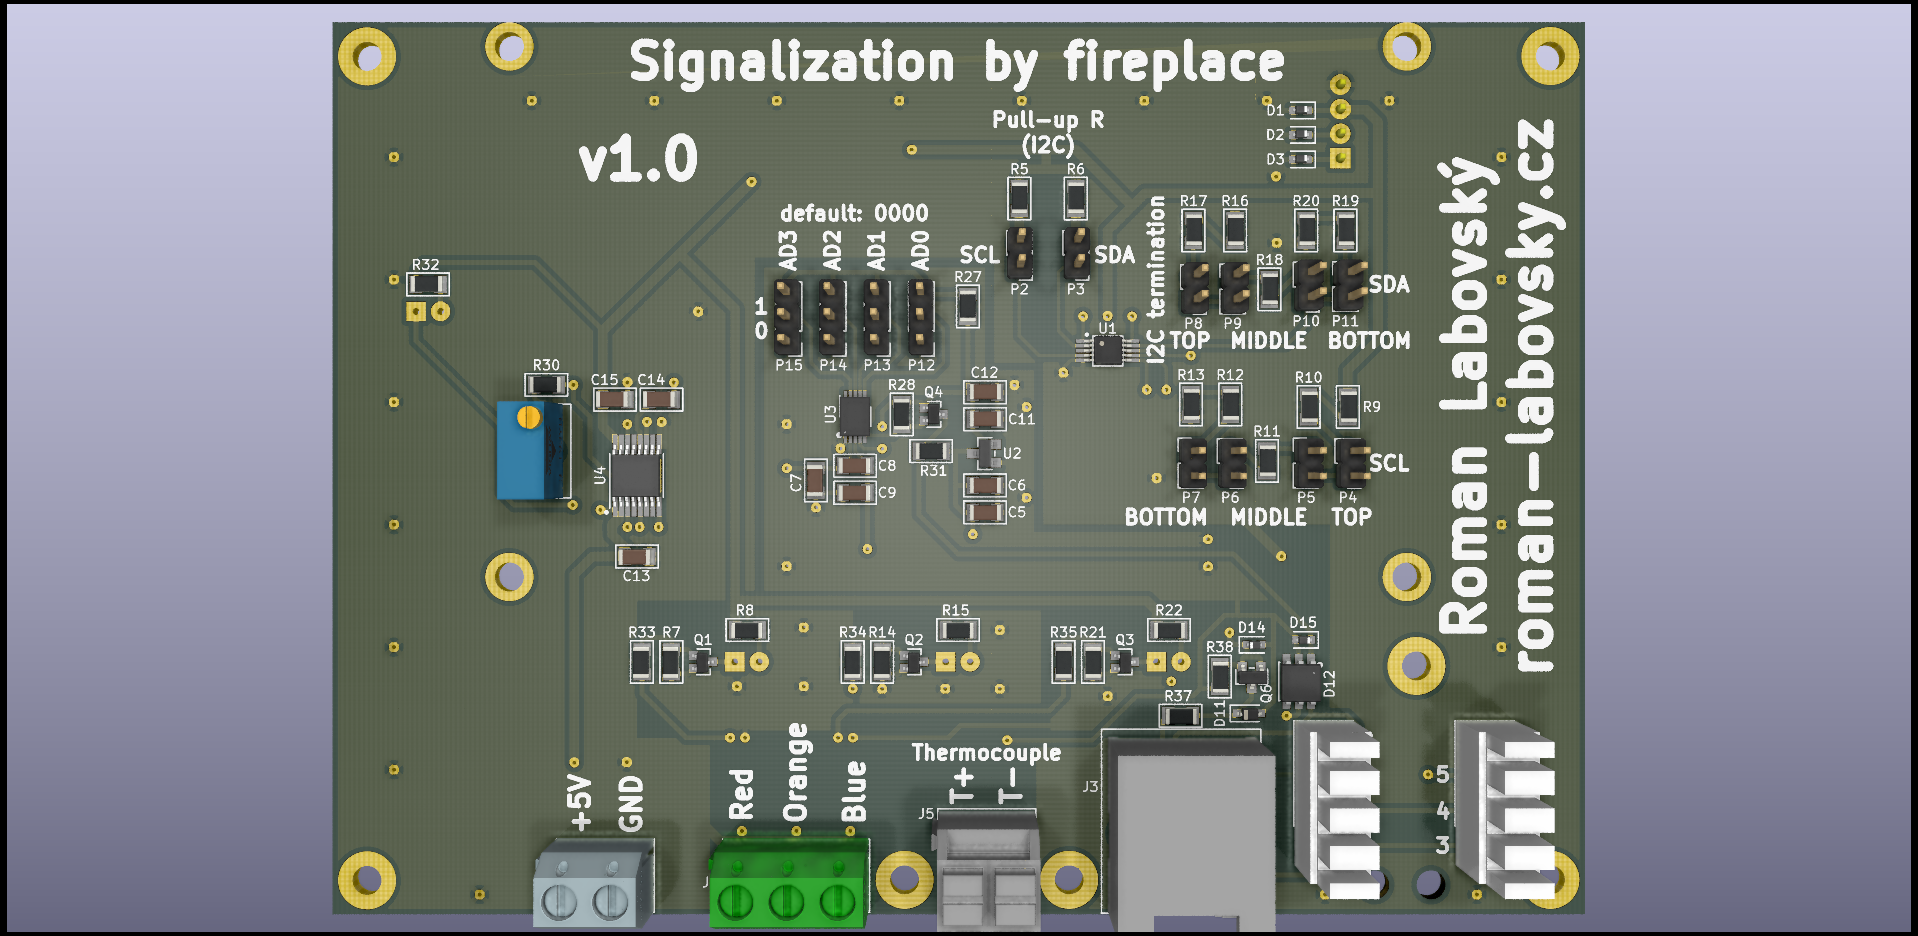 Signalization by fireplace
v1.0
Pull-up R
(I2C)
D1
D2
D3
R5
R6
SCL
SDA
P2
P3
default: 0000
AD3
AD2
AD1
AD0
1
0
P15
P14
P13
P12
R27
R32
I2C termination
R17
R16
R20
R19
R18
SDA
P8
P9
P10
P11
TOP
MIDDLE
BOTTOM
U1
R13
R12
R10
R9
R11
SCL
P7
P6
P5
P4
BOTTOM
MIDDLE
TOP
R30
C15
C14
U4
C13
U3
R28
Q4
C12
C11
R31
U2
C7
C8
C9
C6
C5
Roman Labovský
roman-labovsky.cz
R33
R7
Q1
R8
R34
R14
Q2
R15
R35
R21
Q3
R22
D14
D15
R38
Q6
D12
R37
D11
+5V
GND
Red
Orange
Blue
J
Thermocouple
T+
T-
J5
J3
5
4
3